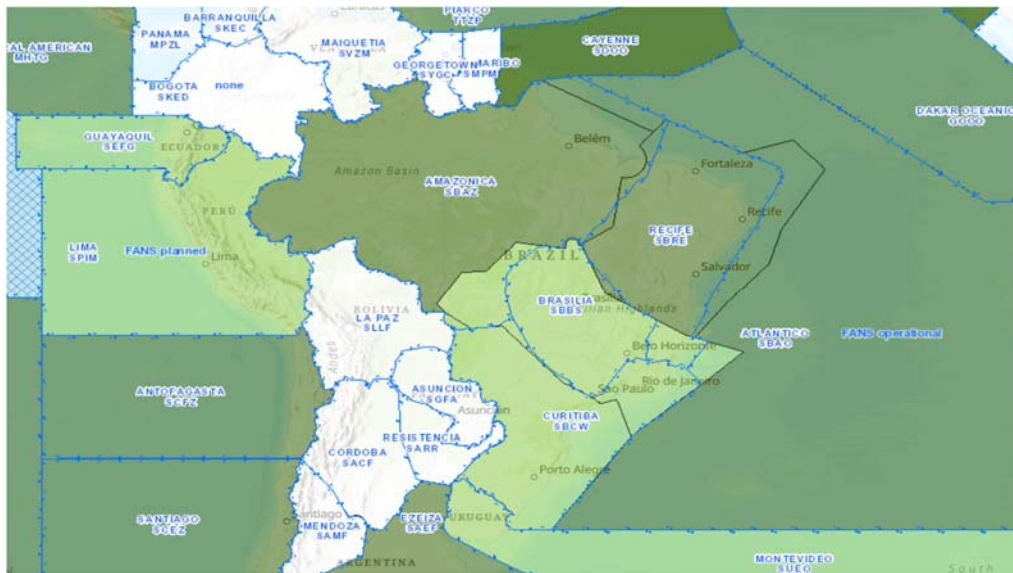 BARRANQUILLA
SKEC
Caracas
PIARCO
TTZP
PANAMA
MPZL
MAIQUETIA
SVZM
CAYENNE
SOOO
MHTG
GEORGETOWN
SYGC
SMPM
BOGOTA
SKED
none
DAKAR OCEANIC
GOOO
GUAYAQUIL
SEFG
ECUADOR
Belém
Fortaleza
Amazon Basin
AMAZONICA
SBAZ
PERÚ
Recife
RECIFE
SBRE
LIMA
SPIM
FANS planned
Lima
BRAZIL
Salvador
BRASILIA
SBBS
BOLIVIA
LA PAZ
SLLF
ATLANTICO
SBAO
FANS operational
Belo Horizonte
Andes
ANTOFAGASTA
SCFZ
ASUNCION
SGFA
Asunción
São Paulo
Rio de Janeiro
CURITIBA
SBCW
RESISTENCIA
SARR
CORDOBA
SACF
Porto Alegre
SANTIAGO
SCEZ
Santiago
MENDOZA
SAMF
EZEIZA
SAEF
URUGUAY
ARGENTINA
MONTEVIDEO
SUEO
South